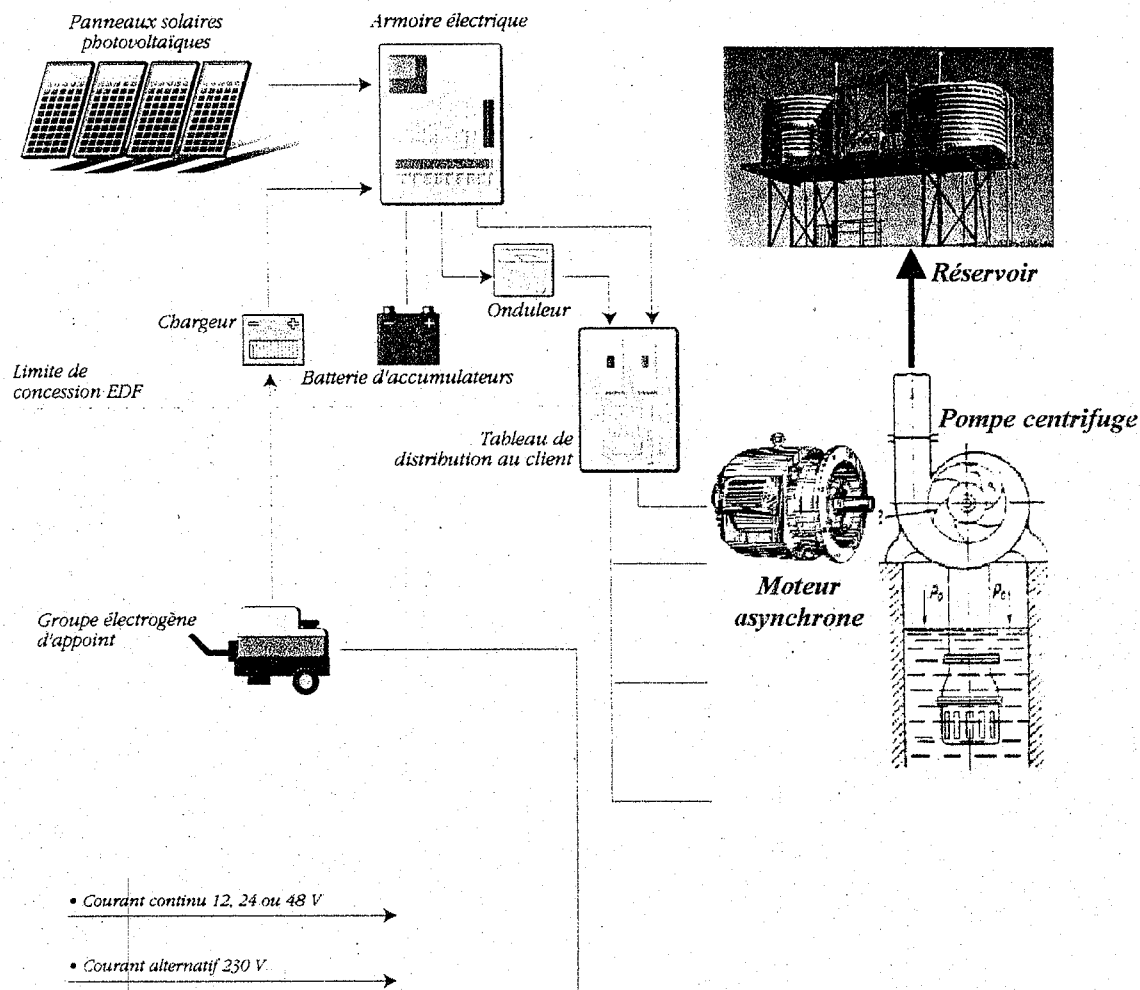 Panneaux solaires
photovoltaïques
Armoire électrique
Réservoir
Onduleur
Chargeur
Batterie d'accumulateurs
Limite de
concession EDF
Pompe centrifuge
Tableau de
distribution au client
Moteur
asynchrone
Groupe électrogène
d'appoint
• Courant continu 12, 24 ou 48 V
• Courant alternatif 230 V